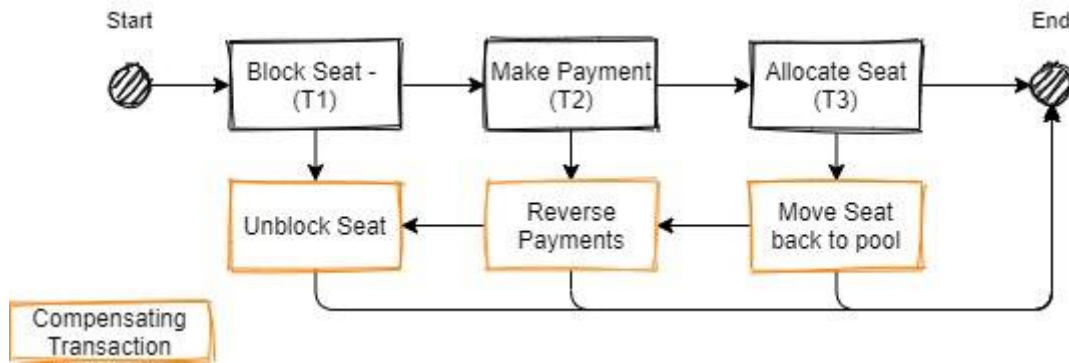 Start
End
Block Seat -
(T1)
Make Payment
(T2)
Allocate Seat
(T3)
Unblock Seat
Reverse
Payments
Move Seat
back to pool
Compensating
Transaction